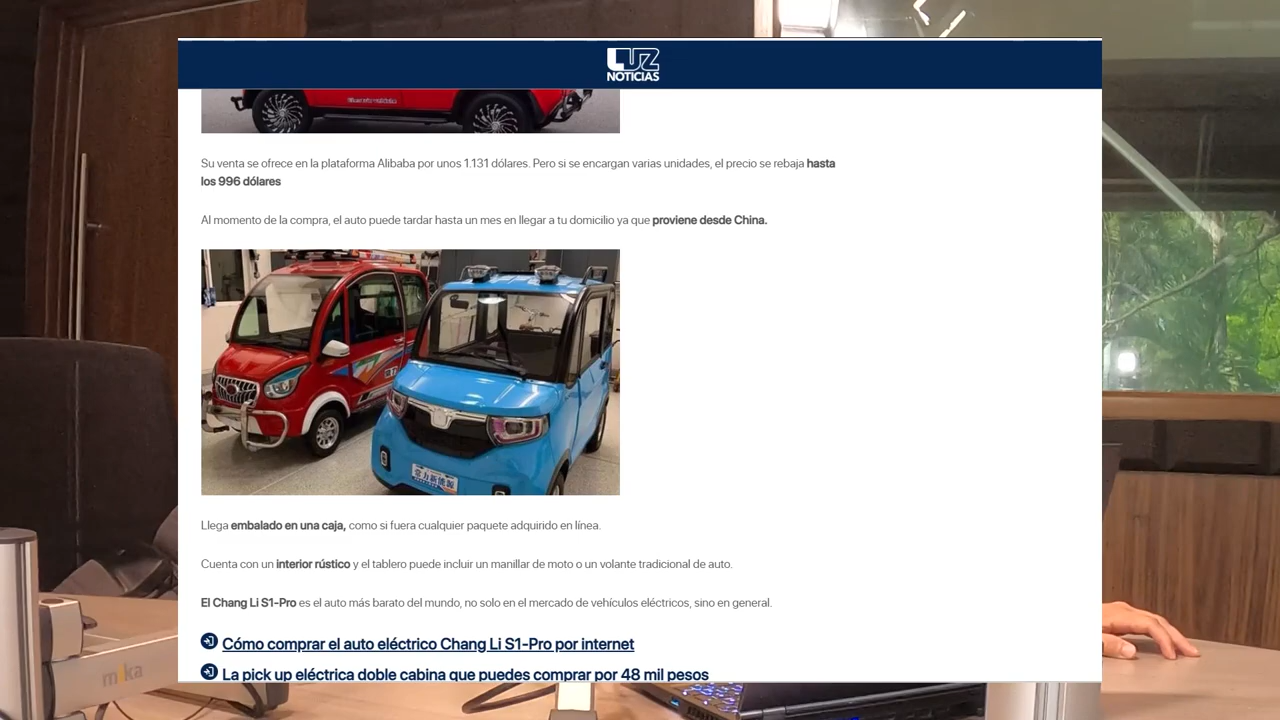 LUZ
NOTICIAS
Su venta se ofrece en la plataforma Alibaba por unos 1.131 dólares. Pero si se encargan varias unidades, el precio se rebaja hasta
los 996 dólares
Al momento de la compra, el auto puede tardar hasta un mes en llegar a tu domicilio ya que proviene desde China.
Llega embalado en una caja, como si fuera cualquier paquete adquirido en línea.
Cuenta con un interior rústico y el tablero puede incluir un manillar de moto o un volante tradicional de auto.
El Chang Li S1-Pro es el auto más barato del mundo, no solo en el mercado de vehículos eléctricos, sino en general.
Cómo comprar el auto eléctrico Chang Li S1-Pro por internet
La pick up eléctrica doble cabina que puedes comprar por 48 mil pesos
mika